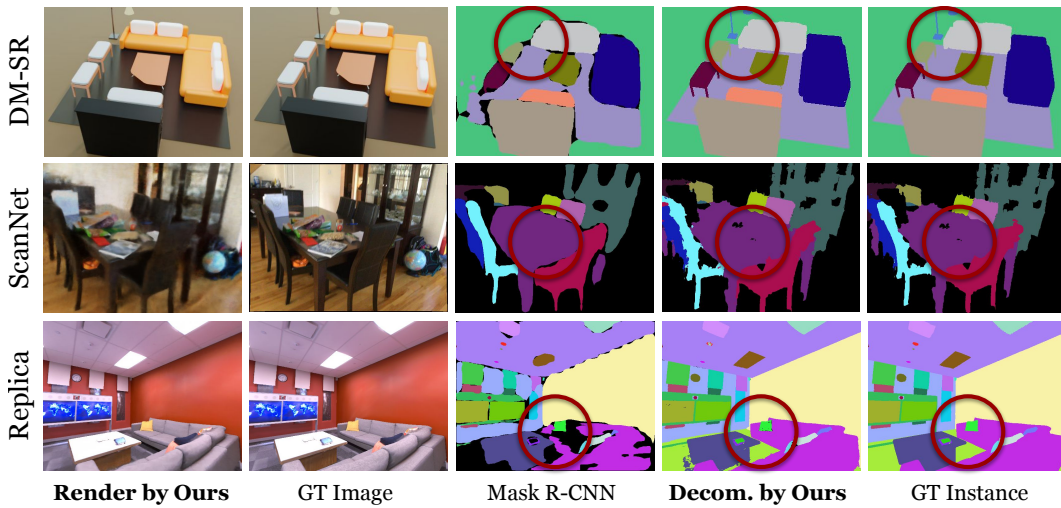 DM-SR
ScanNet
Replica
Render by Ours GT Image Mask R-CNN Decom. by Ours GT Instance